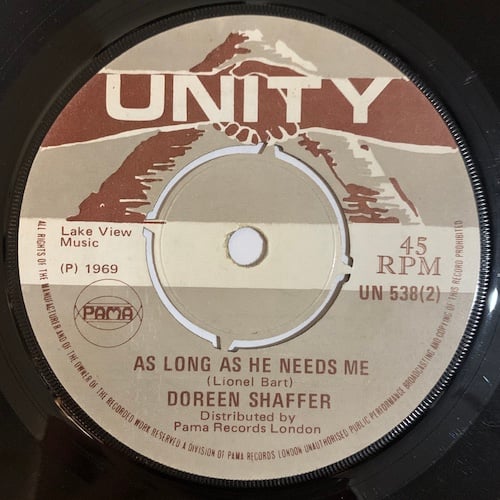 UNITY
Lake View
Music
(P) 1969
PAMA
45
RPM
UN 538(2)
AS LONG AS HE NEEDS ME
(Lionel Bart)
DOREEN SHAFFER
Distributed by
Pama Records London
ALL RIGHTS OF THE MANUFACTURER AND OF THE OWNER OF THE RECORDED WORK RESERVED A DIVISION OF PAMA RECORDS LONDON UNAUTHORISED PUBLIC PERFORMANCE BROADCASTING AND COPYING OF THIS RECORD PROHIBITED